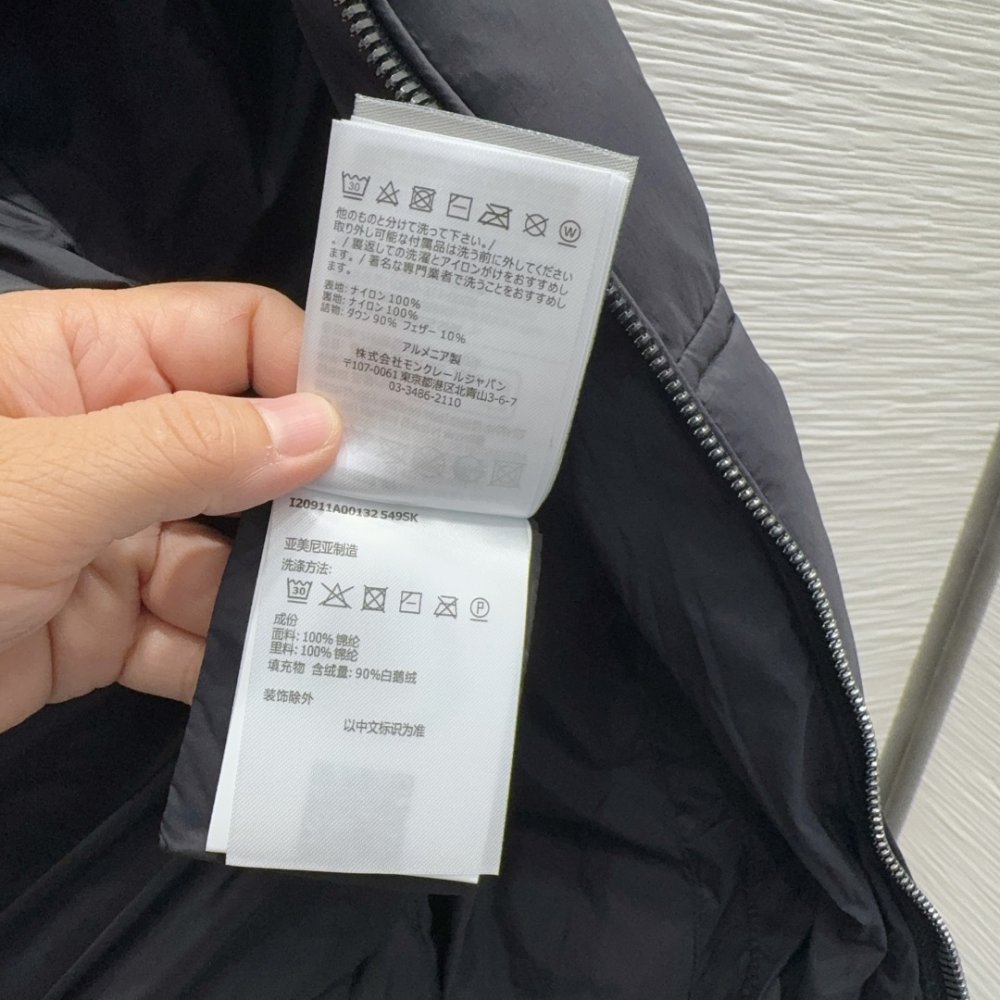 30
W
他のものと分けて洗って下さい。/
取り外し可能な付属品は洗う前に外してください
。/ 裏返しての洗濯とアイロンがけをおすすめし
ます。/ 著名な専門業者で洗うことをおすすめし
ます。
表地: ナイロン 100%
裏地: ナイロン 100%
詰物: ダウン 90% フェザー 10%
アルメニア製
株式会社モンクレールジャパン
〒107-0061 東京都港区北青山3-6-7
03-3486-2110
I20911A00132 549SK
亚美尼亚制造
洗涤方法:
30
P
成份
面料: 100% 锦纶
里料: 100% 锦纶
填充物 含绒量: 90%白鹅绒
装饰除外
以中文标识为准